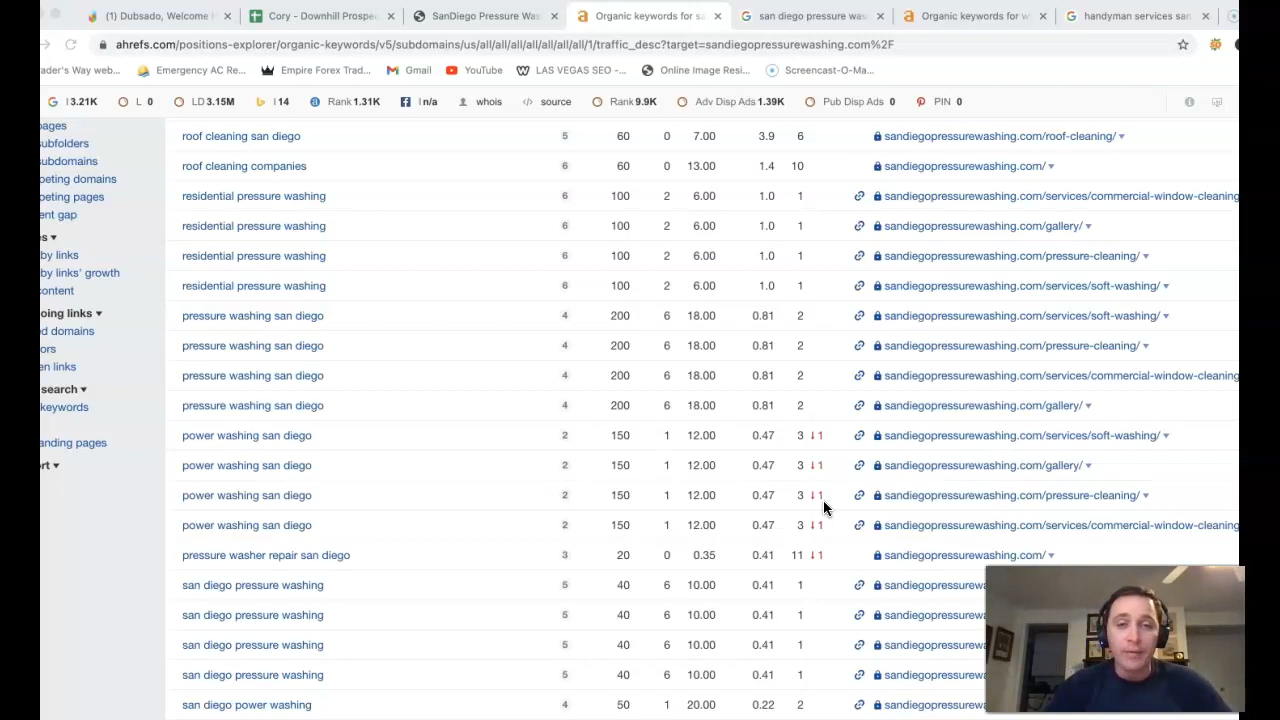 (1) Dubsado, Welcome H
Cory - Downhill Prospe
SanDiego Pressure Was
Organic keywords for sa
san diego pressure was
Organic keywords for w
handyman services san
ahrefs.com/positions-explorer/organic-keywords/v5/subdomains/us/all/all/all/all/all/all/all/1/traffic_desc?target=sandiegopressurewashing.com%2F
rader's Way web... Emergency AC Re... Empire Forex Trad... Gmail YouTube LAS VEGAS SEO -... Online Image Resi... Screencast-O-Ma...
I 3.21K L 0 LD 3.15M I 14 Rank 1.31K I n/a whois source Rank 9.9K Adv Disp Ads 1.39K Pub Disp Ads 0 PIN 0
pages
subfolders
subdomains
peting domains
peting pages
ent gap
es
by links
by links' growth
content
oing links
d domains
ors
en links
search
keywords
anding pages
ort
roof cleaning san diego 5 60 0 7.00 3.9 6 sandiegopressurewashing.com/roof-cleaning/
roof cleaning companies 6 60 0 13.00 1.4 10 sandiegopressurewashing.com/
residential pressure washing 6 100 2 6.00 1.0 1 sandiegopressurewashing.com/services/commercial-window-cleaning
residential pressure washing 6 100 2 6.00 1.0 1 sandiegopressurewashing.com/gallery/
residential pressure washing 6 100 2 6.00 1.0 1 sandiegopressurewashing.com/pressure-cleaning/
residential pressure washing 6 100 2 6.00 1.0 1 sandiegopressurewashing.com/services/soft-washing/
pressure washing san diego 4 200 6 18.00 0.81 2 sandiegopressurewashing.com/services/soft-washing/
pressure washing san diego 4 200 6 18.00 0.81 2 sandiegopressurewashing.com/pressure-cleaning/
pressure washing san diego 4 200 6 18.00 0.81 2 sandiegopressurewashing.com/services/commercial-window-cleaning
pressure washing san diego 4 200 6 18.00 0.81 2 sandiegopressurewashing.com/gallery/
power washing san diego 2 150 1 12.00 0.47 3 ↓1 sandiegopressurewashing.com/services/soft-washing/
power washing san diego 2 150 1 12.00 0.47 3 ↓1 sandiegopressurewashing.com/gallery/
power washing san diego 2 150 1 12.00 0.47 3 ↓1 sandiegopressurewashing.com/pressure-cleaning/
power washing san diego 2 150 1 12.00 0.47 3 ↓1 sandiegopressurewashing.com/services/commercial-window-cleaning
pressure washer repair san diego 3 20 0 0.35 0.41 11 ↓1 sandiegopressurewashing.com/
san diego pressure washing 5 40 6 10.00 0.41 1 sandiegopressurewa
san diego pressure washing 5 40 6 10.00 0.41 1 sandiegopressurewa
san diego pressure washing 5 40 6 10.00 0.41 1 sandiegopressurewa
san diego pressure washing 5 40 6 10.00 0.41 1 sandiegopressurewa
san diego power washing 4 50 1 20.00 0.22 2 sandiegopressurewa